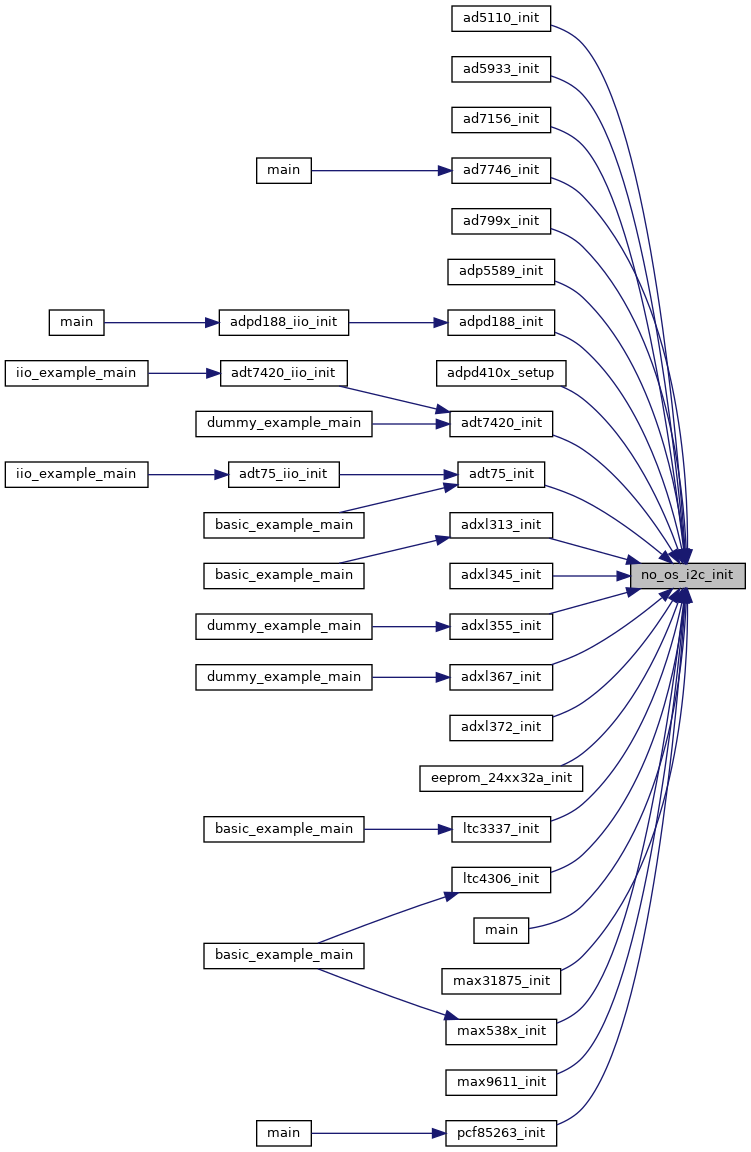 ad5110_init
ad5933_init
ad7156_init
main
ad7746_init
ad799x_init
adp5589_init
main
adpd188_iio_init
adpd188_init
iio_example_main
adt7420_iio_init
adpd410x_setup
dummy_example_main
adt7420_init
iio_example_main
adt75_iio_init
adt75_init
basic_example_main
adxl313_init
basic_example_main
adxl345_init
no_os_i2c_init
dummy_example_main
adxl355_init
dummy_example_main
adxl367_init
adxl372_init
eeprom_24xx32a_init
basic_example_main
ltc3337_init
ltc4306_init
main
basic_example_main
max31875_init
max538x_init
max9611_init
main
pcf85263_init